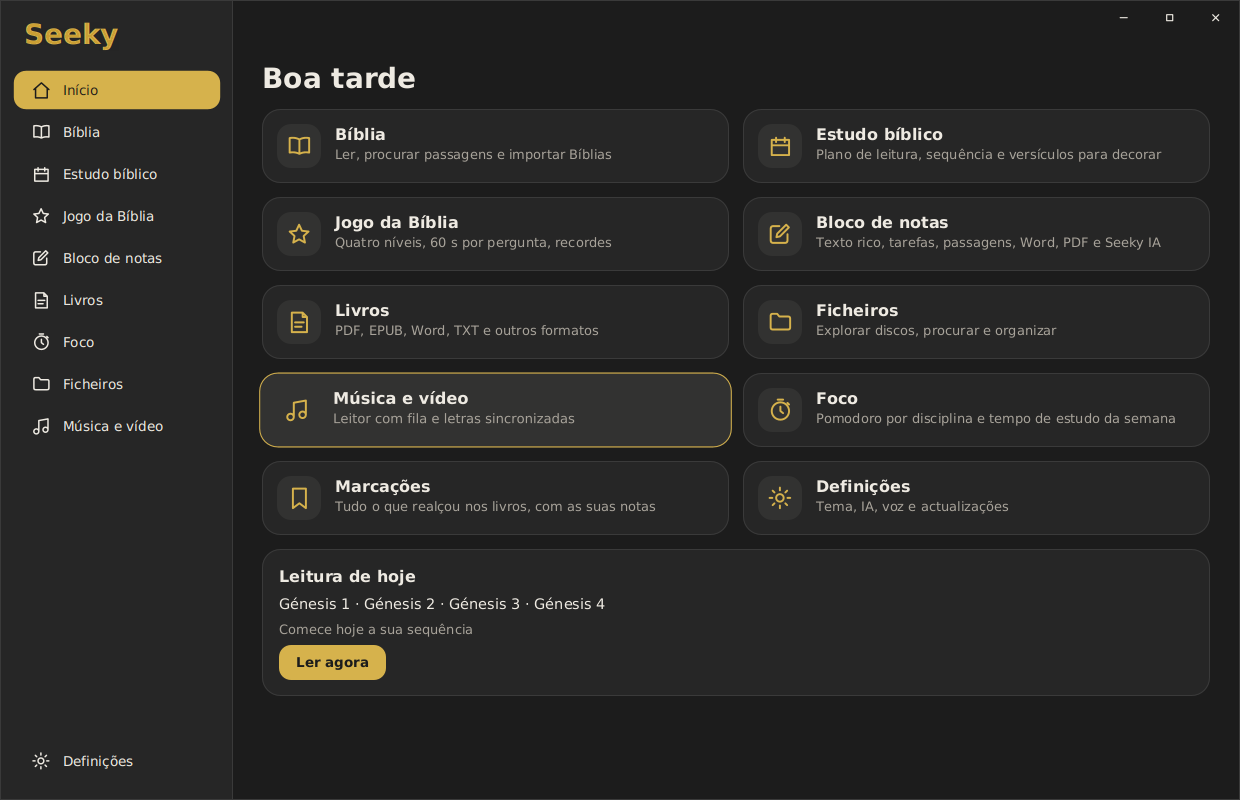 Seeky
Início
Bíblia
Estudo bíblico
Jogo da Bíblia
Bloco de notas
Livros
Foco
Ficheiros
Música e vídeo
Definições
Boa tarde
Bíblia
Ler, procurar passagens e importar Bíblias
Estudo bíblico
Plano de leitura, sequência e versículos para decorar
Jogo da Bíblia
Quatro níveis, 60 s por pergunta, recordes
Bloco de notas
Texto rico, tarefas, passagens, Word, PDF e Seeky IA
Livros
PDF, EPUB, Word, TXT e outros formatos
Ficheiros
Explorar discos, procurar e organizar
Música e vídeo
Leitor com fila e letras sincronizadas
Foco
Pomodoro por disciplina e tempo de estudo da semana
Marcações
Tudo o que realçou nos livros, com as suas notas
Definições
Tema, IA, voz e actualizações
Leitura de hoje
Génesis 1 · Génesis 2 · Génesis 3 · Génesis 4
Comece hoje a sua sequência
Ler agora